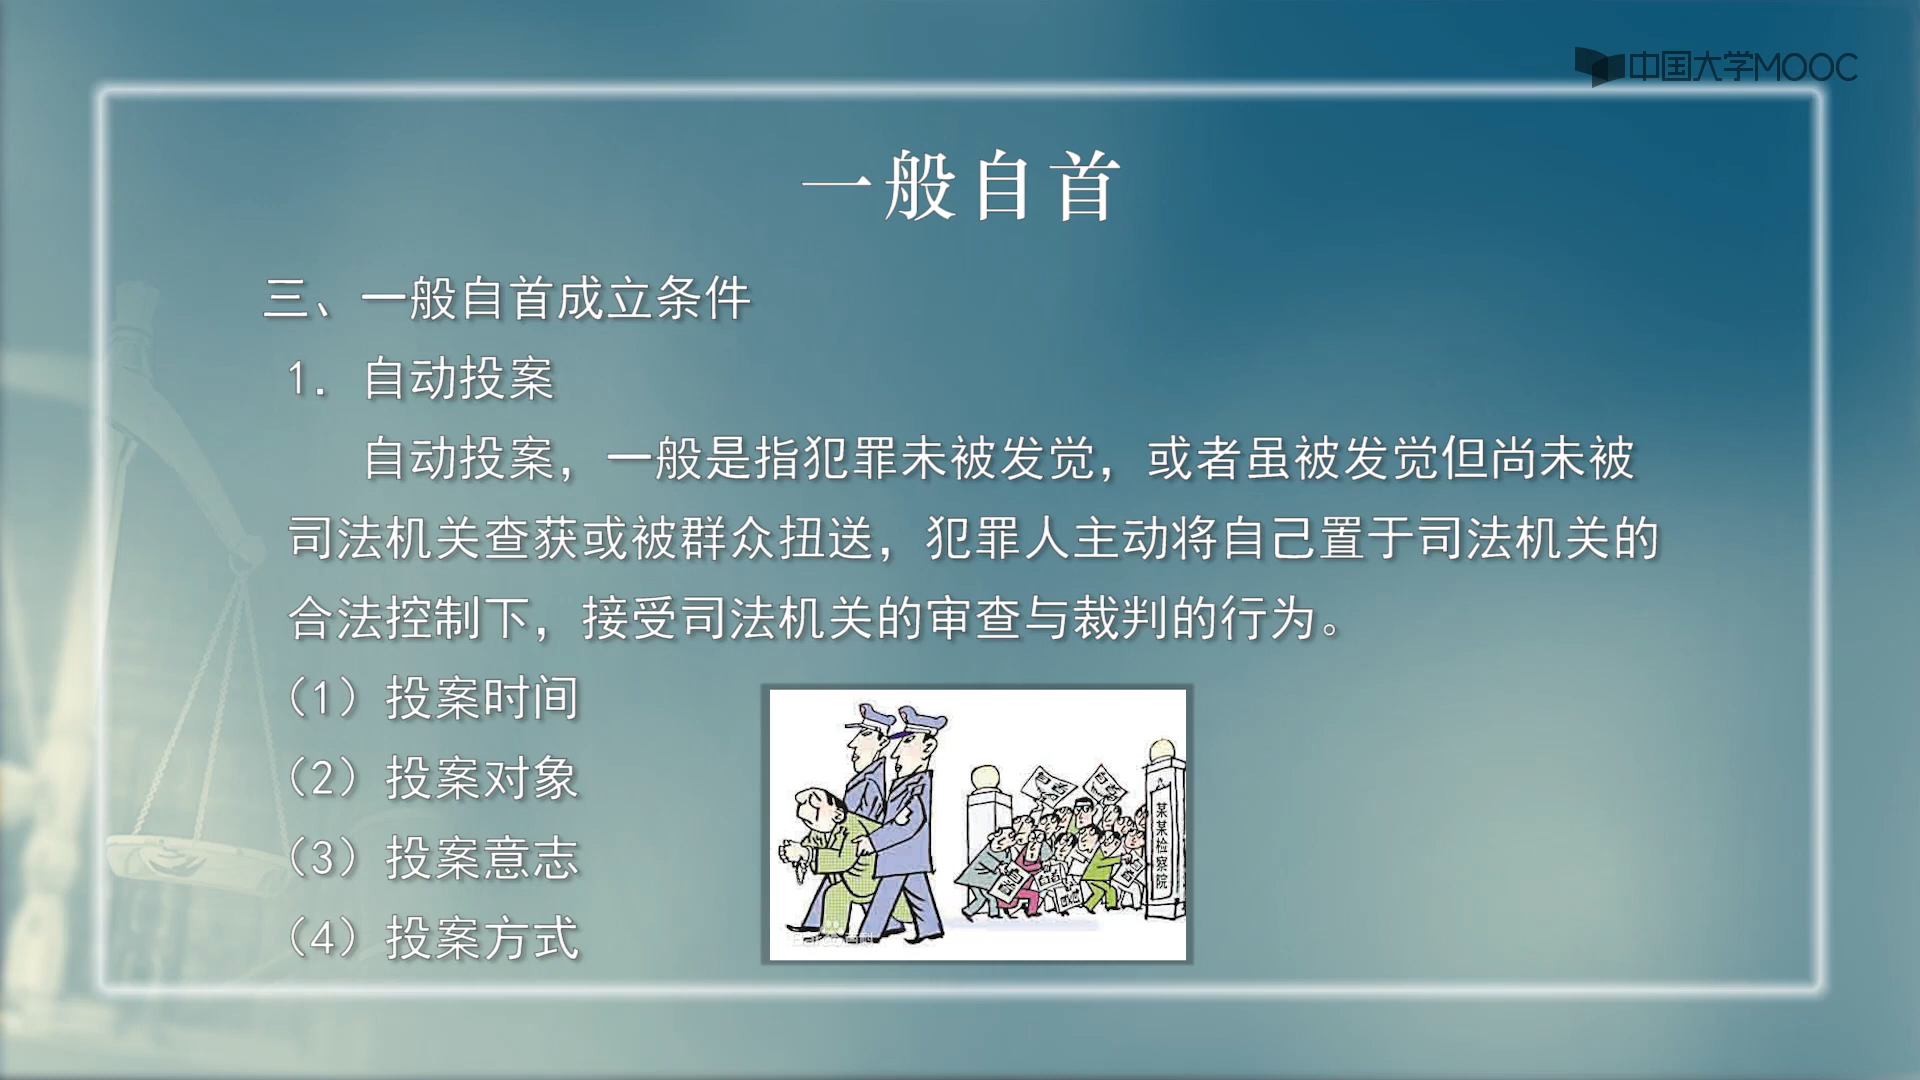 中国大学MOOC
一般自首
三、一般自首成立条件
1. 自动投案
自动投案，一般是指犯罪未被发觉，或者虽被发觉但尚未被
司法机关查获或被群众扭送，犯罪人主动将自己置于司法机关的
合法控制下，接受司法机关的审查与裁判的行为。
（1）投案时间
（2）投案对象
（3）投案意志
（4）投案方式
某某检察院
自首
自首
自首